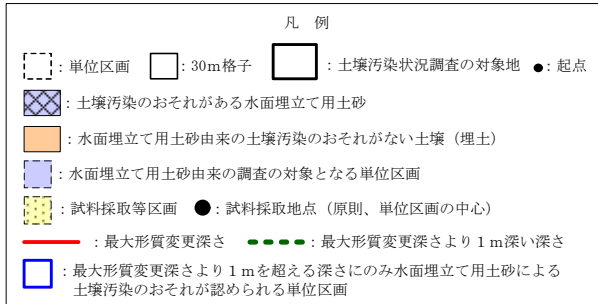 凡 例
：単位区画 ：30m格子 ：土壌汚染状況調査の対象地 ：起点
：土壌汚染のおそれがある水面埋立て用土砂
：水面埋立て用土砂由来の土壌汚染のおそれがない土壌（埋土）
：水面埋立て用土砂由来の調査の対象となる単位区画
：試料採取等区画 ：試料採取地点（原則、単位区画の中心）
：最大形質変更深さ ：最大形質変更深さより１ｍ深い深さ
：最大形質変更深さより１ｍを超える深さにのみ水面埋立て用土砂による
土壌汚染のおそれが認められる単位区画